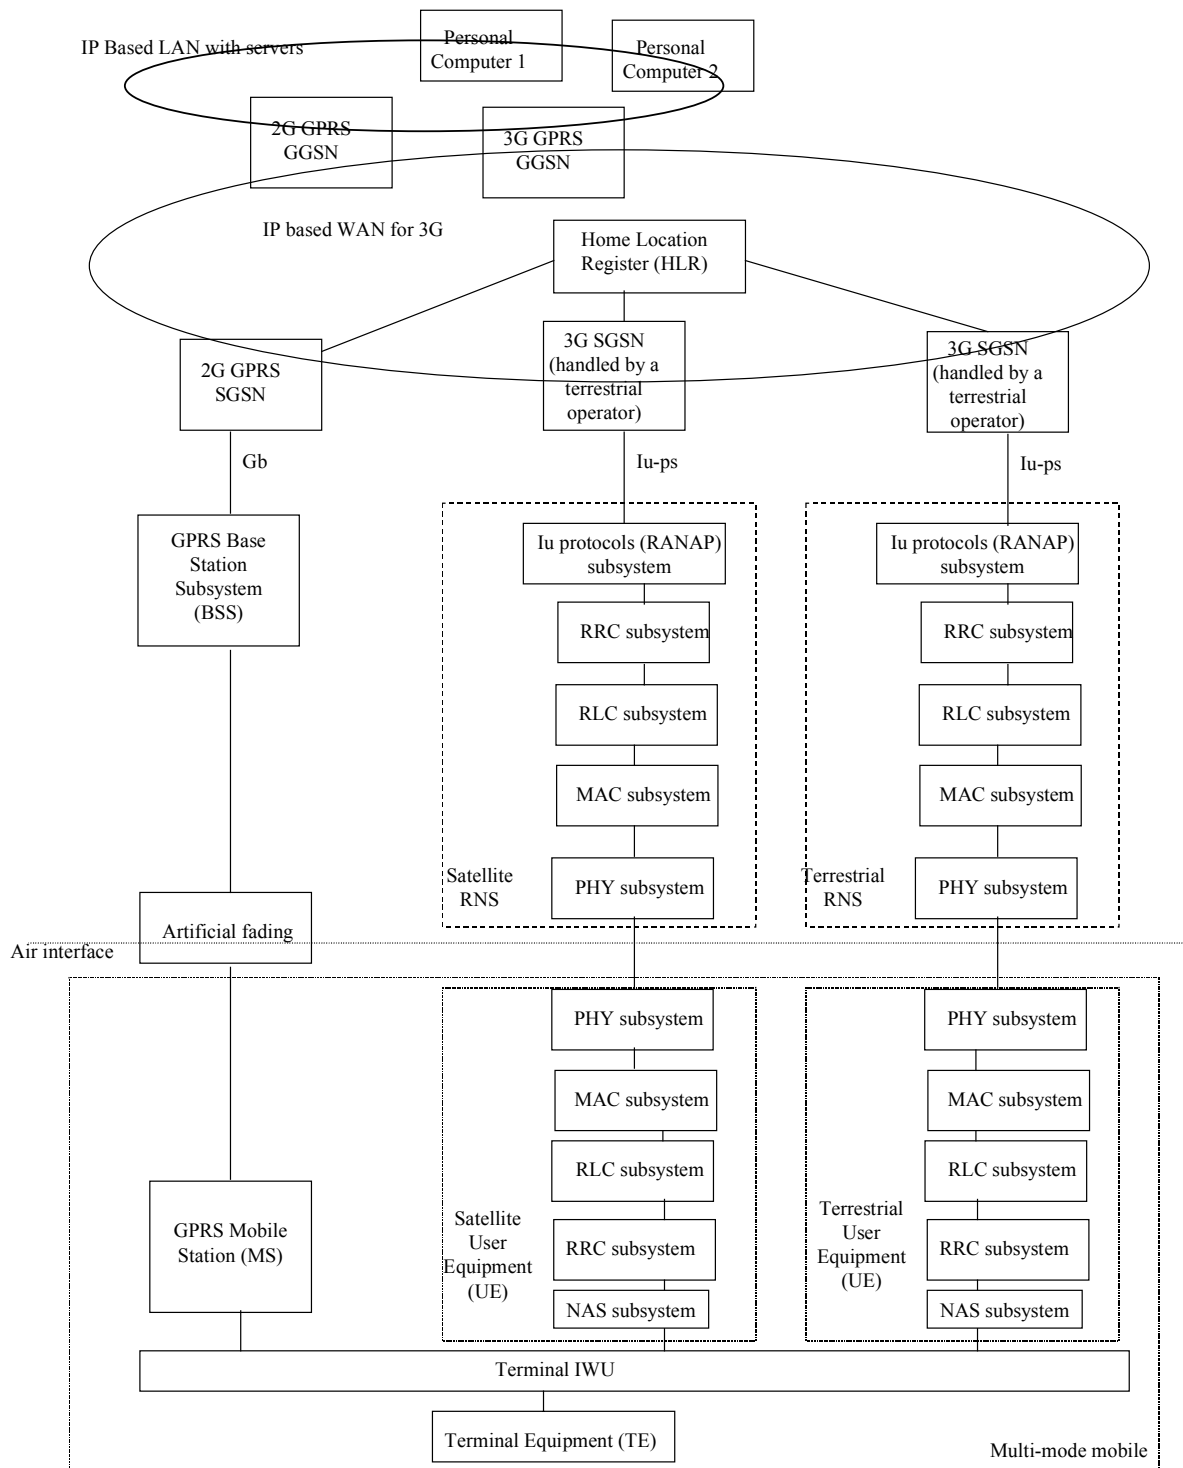 IP Based LAN with servers
Personal
Computer 1
Personal
Computer 2
2G GPRS
GGSN
3G GPRS
GGSN
IP based WAN for 3G
Home Location
Register (HLR)
2G GPRS
SGSN
3G SGSN
(handled by a
terrestrial
operator)
3G SGSN
(handled by a
terrestrial
operator)
Gb
Iu-ps
Iu-ps
GPRS Base
Station
Subsystem
(BSS)
Iu protocols (RANAP)
subsystem
RRC subsystem
RLC subsystem
MAC subsystem
PHY subsystem
Satellite
RNS
Iu protocols (RANAP)
subsystem
RRC subsystem
RLC subsystem
MAC subsystem
PHY subsystem
Terrestrial
RNS
Artificial fading
Air interface
PHY subsystem
MAC subsystem
RLC subsystem
RRC subsystem
NAS subsystem
Satellite
User
Equipment
(UE)
PHY subsystem
MAC subsystem
RLC subsystem
RRC subsystem
NAS subsystem
Terrestrial
User
Equipment
(UE)
GPRS Mobile
Station (MS)
Terminal IWU
Terminal Equipment (TE)
Multi-mode mobile